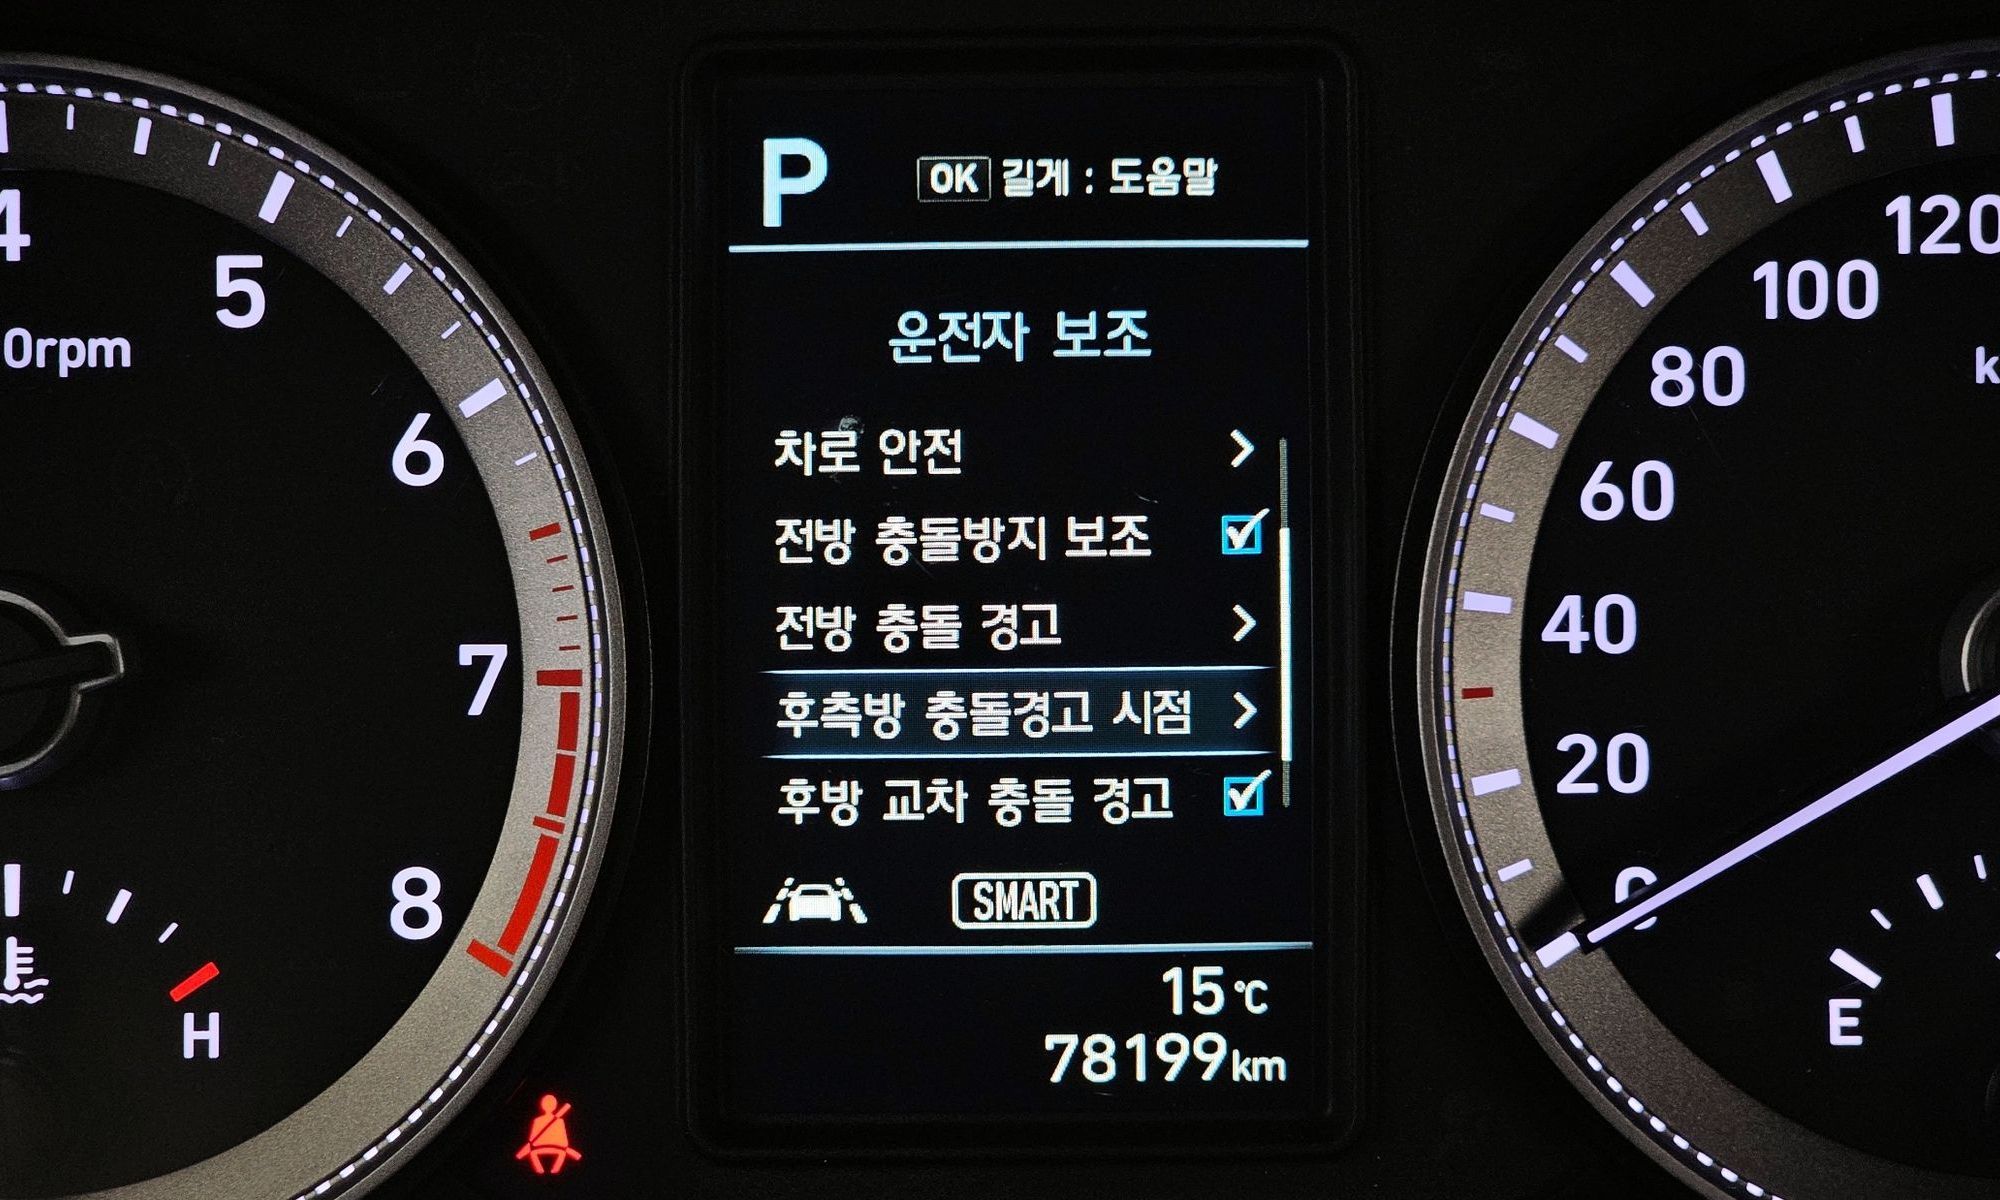 P
OK 길게 : 도움말
운전자 보조
차로 안전
전방 충돌방지 보조
전방 충돌 경고
후측방 충돌경고 시점
후방 교차 충돌 경고
SMART
15 ℃
78199 km
4
5
6
7
8
0rpm
H
120
100
80
60
40
20
0
k
E